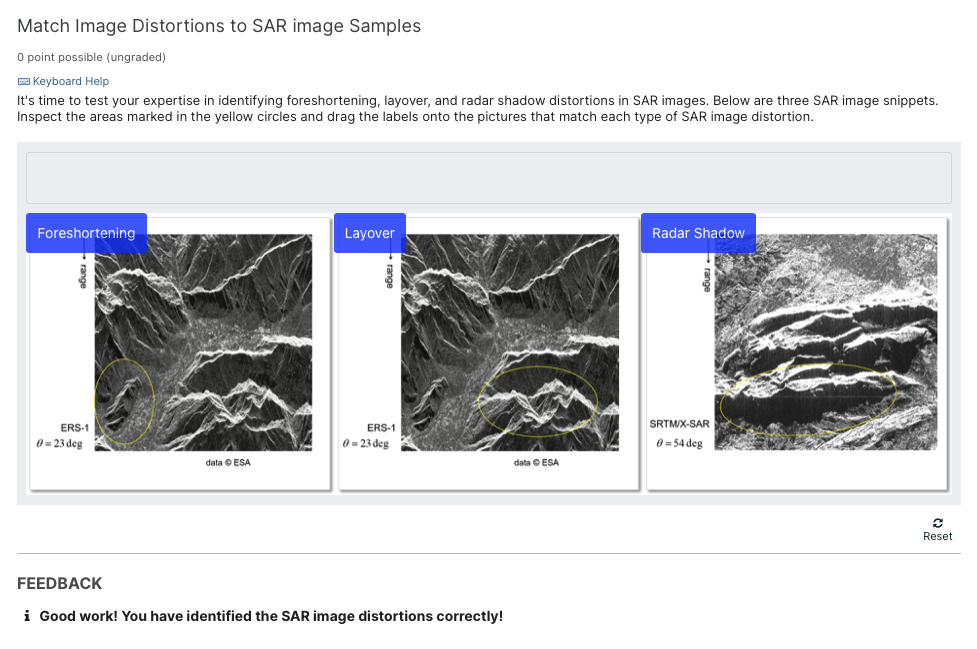 Match Image Distortions to SAR image Samples
0 point possible (ungraded)
Keyboard Help
It's time to test your expertise in identifying foreshortening, layover, and radar shadow distortions in SAR images. Below are three SAR image snippets.
Inspect the areas marked in the yellow circles and drag the labels onto the pictures that match each type of SAR image distortion.
Foreshortening
range
ERS-1
θ = 23 deg
data © ESA
Layover
range
ERS-1
θ = 23 deg
data © ESA
Radar Shadow
range
SRTM/X-SAR
θ = 54 deg
Reset
FEEDBACK
Good work! You have identified the SAR image distortions correctly!